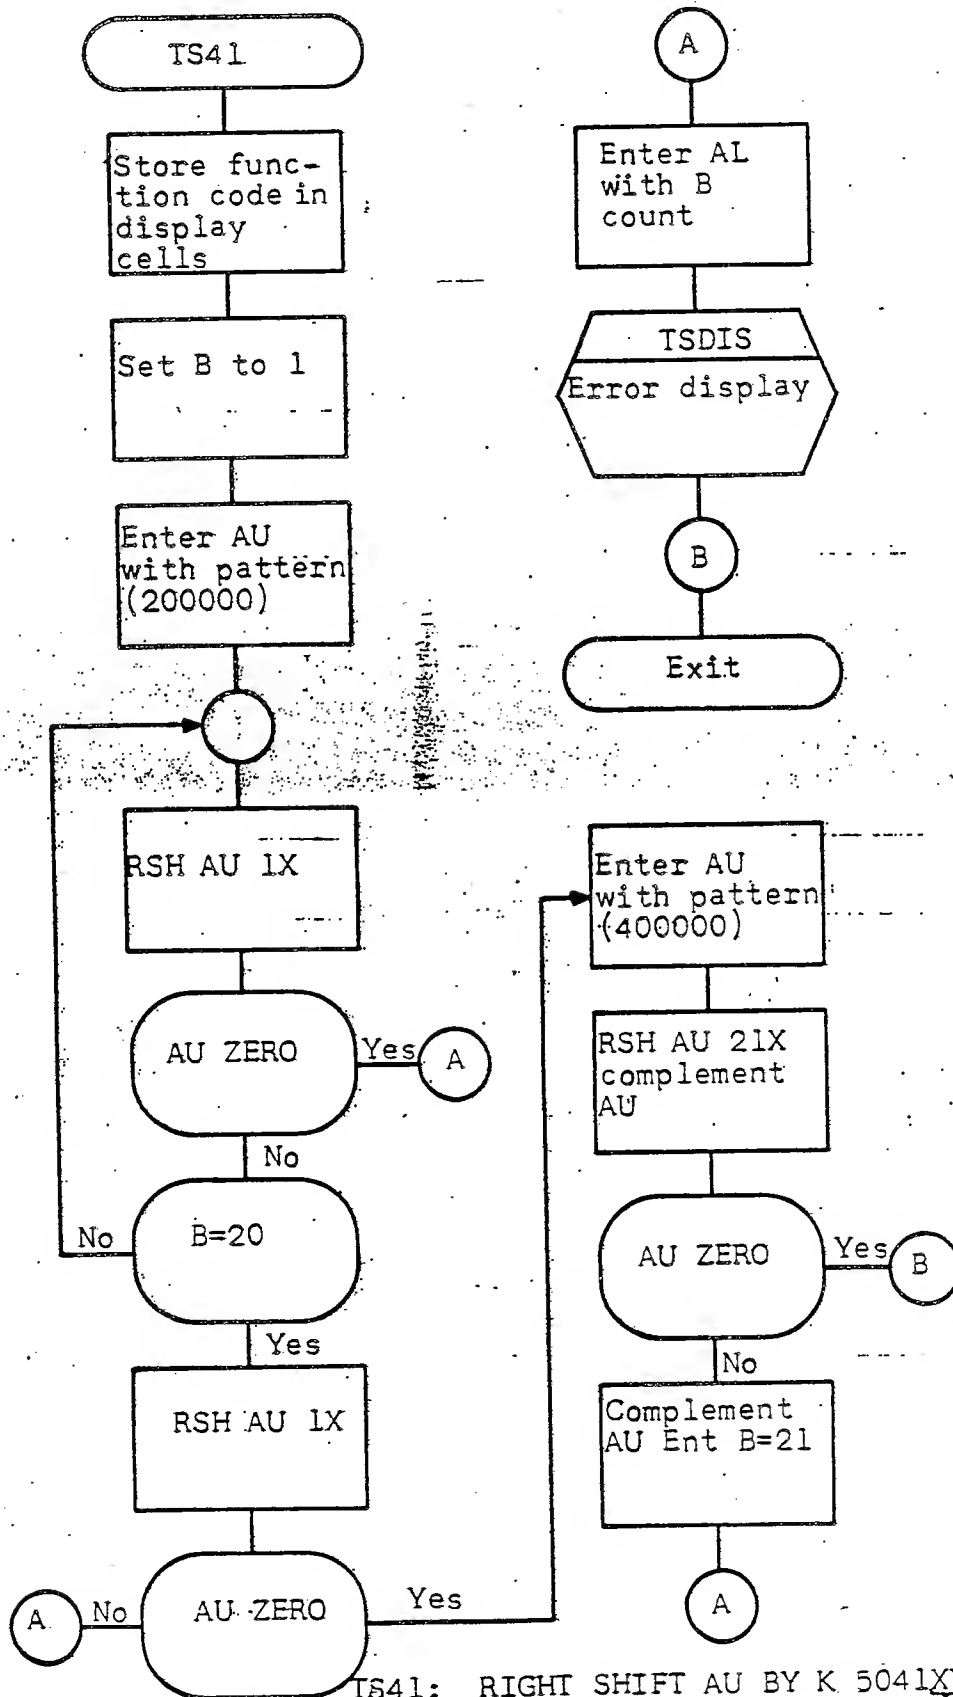 TS41
Store func-
tion code in
display
cells
Set B to 1
Enter AU
with pattern
(200000)
RSH AU 1X
AU ZERO
Yes
A
No
B=20
No
Yes
RSH AU 1X
AU ZERO
No
A
Yes
Enter AU
with pattern
(400000)
RSH AU 21X
complement
AU
AU ZERO
Yes
B
No
Complement
AU Ent B=21
A
A
Enter AL
with B
count
TSDIS
Error display
B
Exit
TS41: RIGHT SHIFT AU BY K 5041X